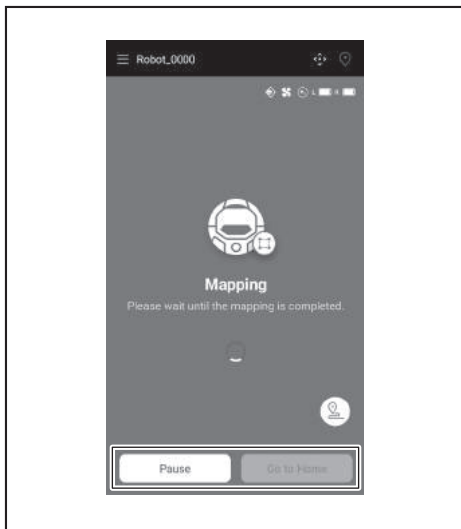 Robot_0000
L R
Mapping
Please wait until the mapping is completed.
Pause
Go to Home